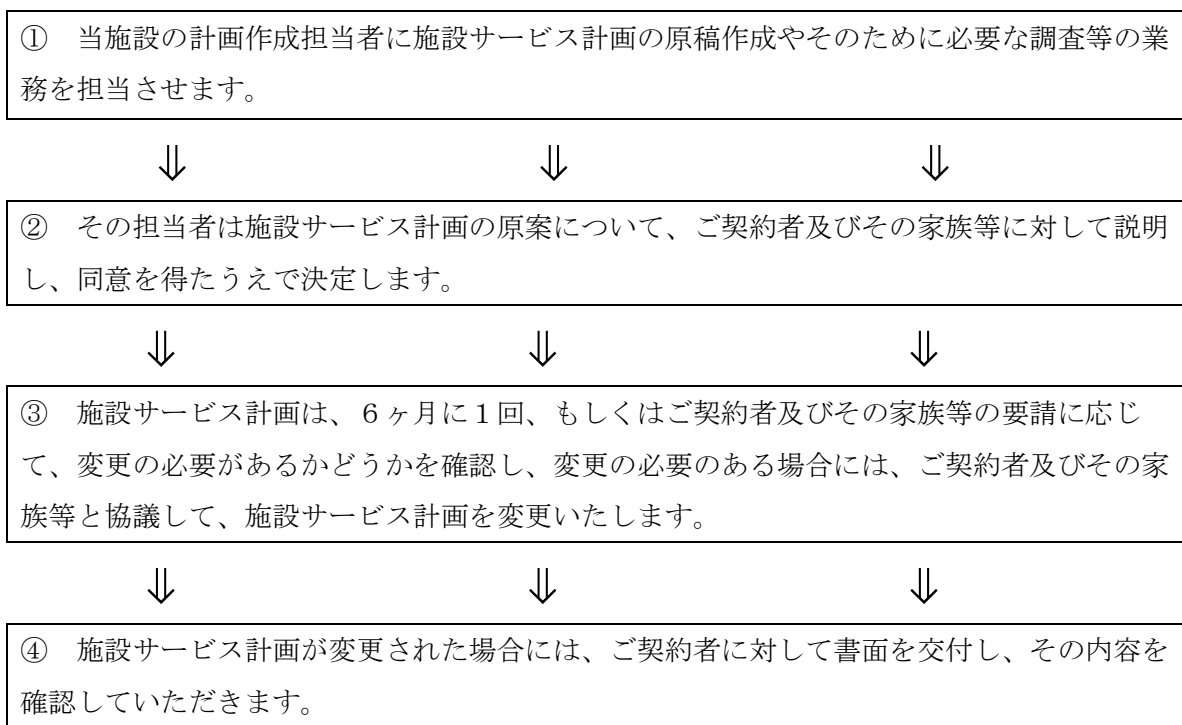 ① 当施設の計画作成担当者に施設サービス計画の原稿作成やそのために必要な調査等の業
務を担当させます。
⇓ ⇓ ⇓
② その担当者は施設サービス計画の原案について、ご契約者及びその家族等に対して説明
し、同意を得たうえで決定します。
⇓ ⇓ ⇓
③ 施設サービス計画は、６ヶ月に１回、もしくはご契約者及びその家族等の要請に応じ
て、変更の必要があるかどうかを確認し、変更の必要のある場合には、ご契約者及びその家
族等と協議して、施設サービス計画を変更いたします。
⇓ ⇓ ⇓
④ 施設サービス計画が変更された場合には、ご契約者に対して書面を交付し、その内容を
確認していただきます。